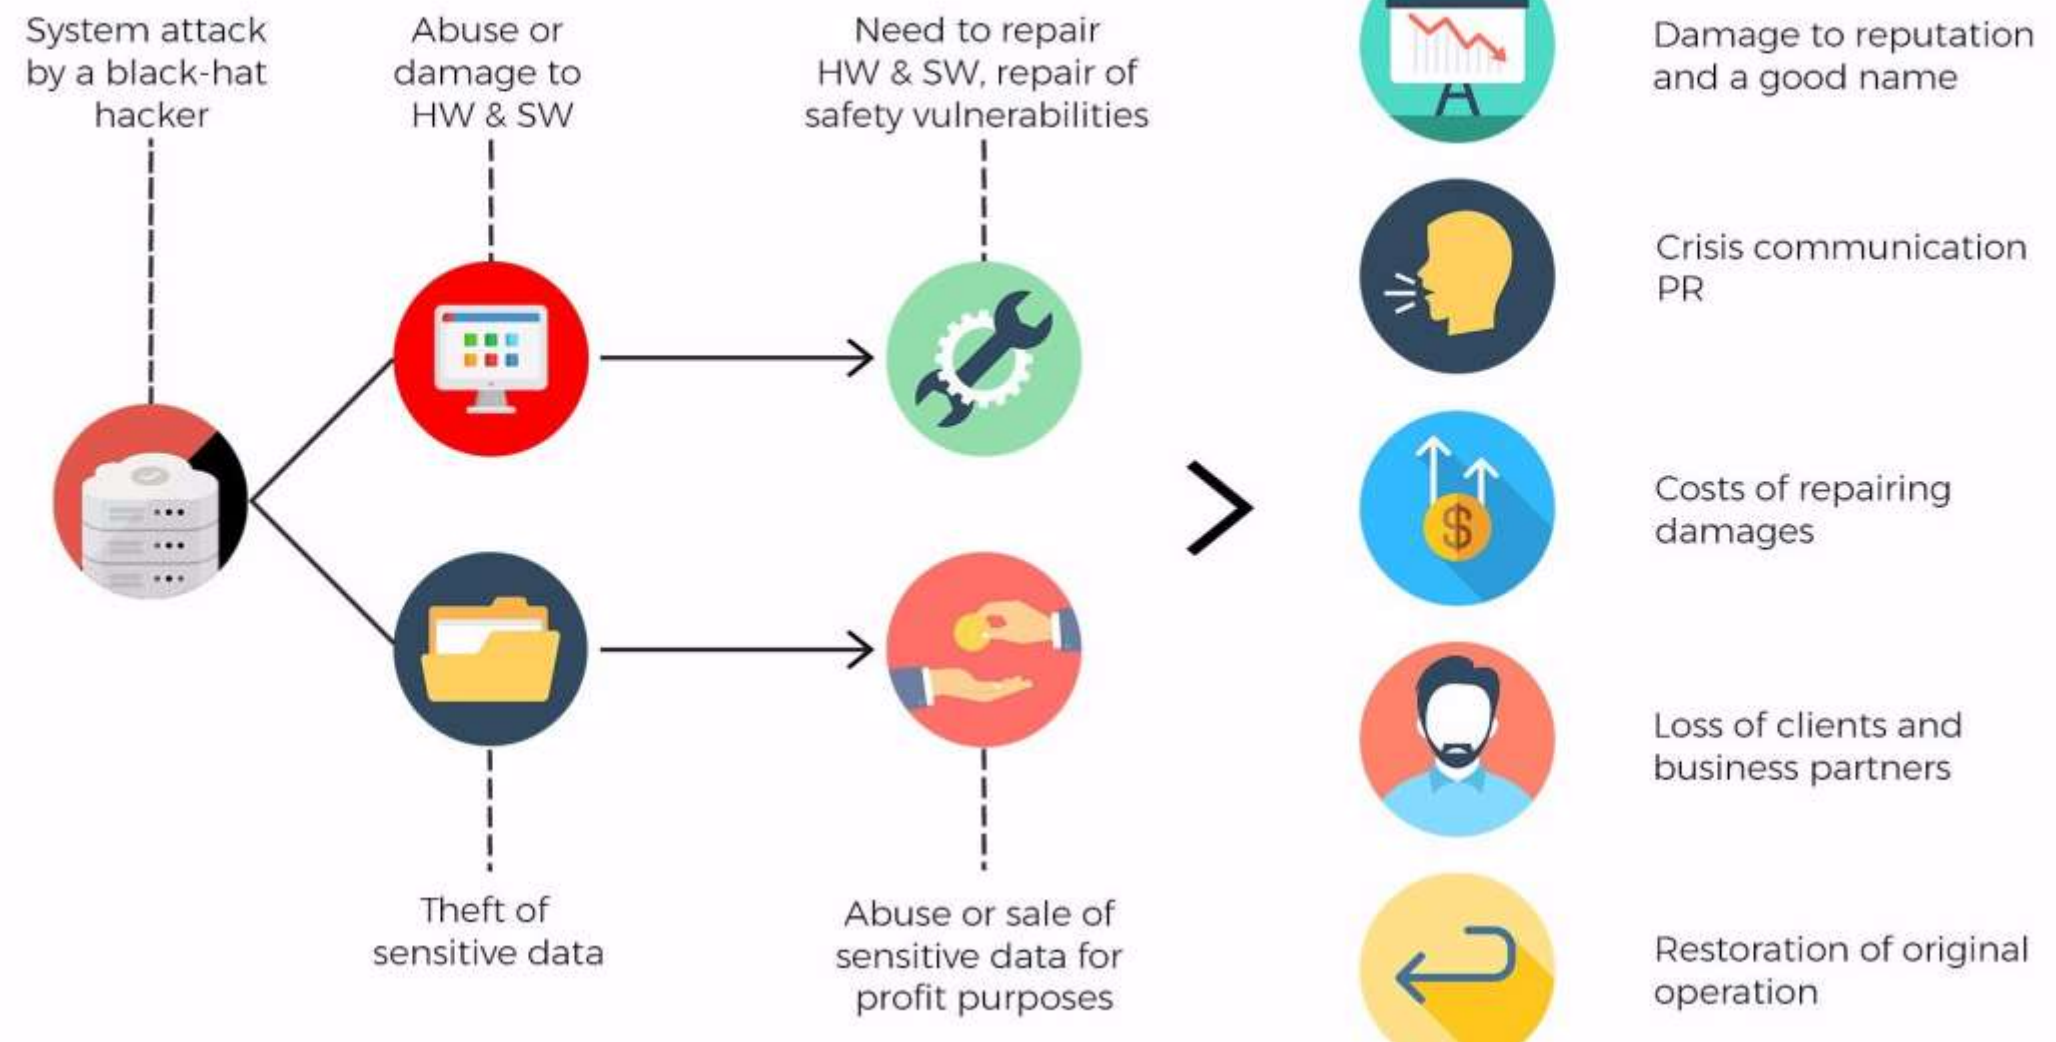 System attack
by a black-hat
hacker
Abuse or
damage to
HW & SW
Need to repair
HW & SW, repair of
safety vulnerabilities
Theft of
sensitive data
Abuse or sale of
sensitive data for
profit purposes
Damage to reputation
and a good name
Crisis communication
PR
$
Costs of repairing
damages
Loss of clients and
business partners
Restoration of original
operation